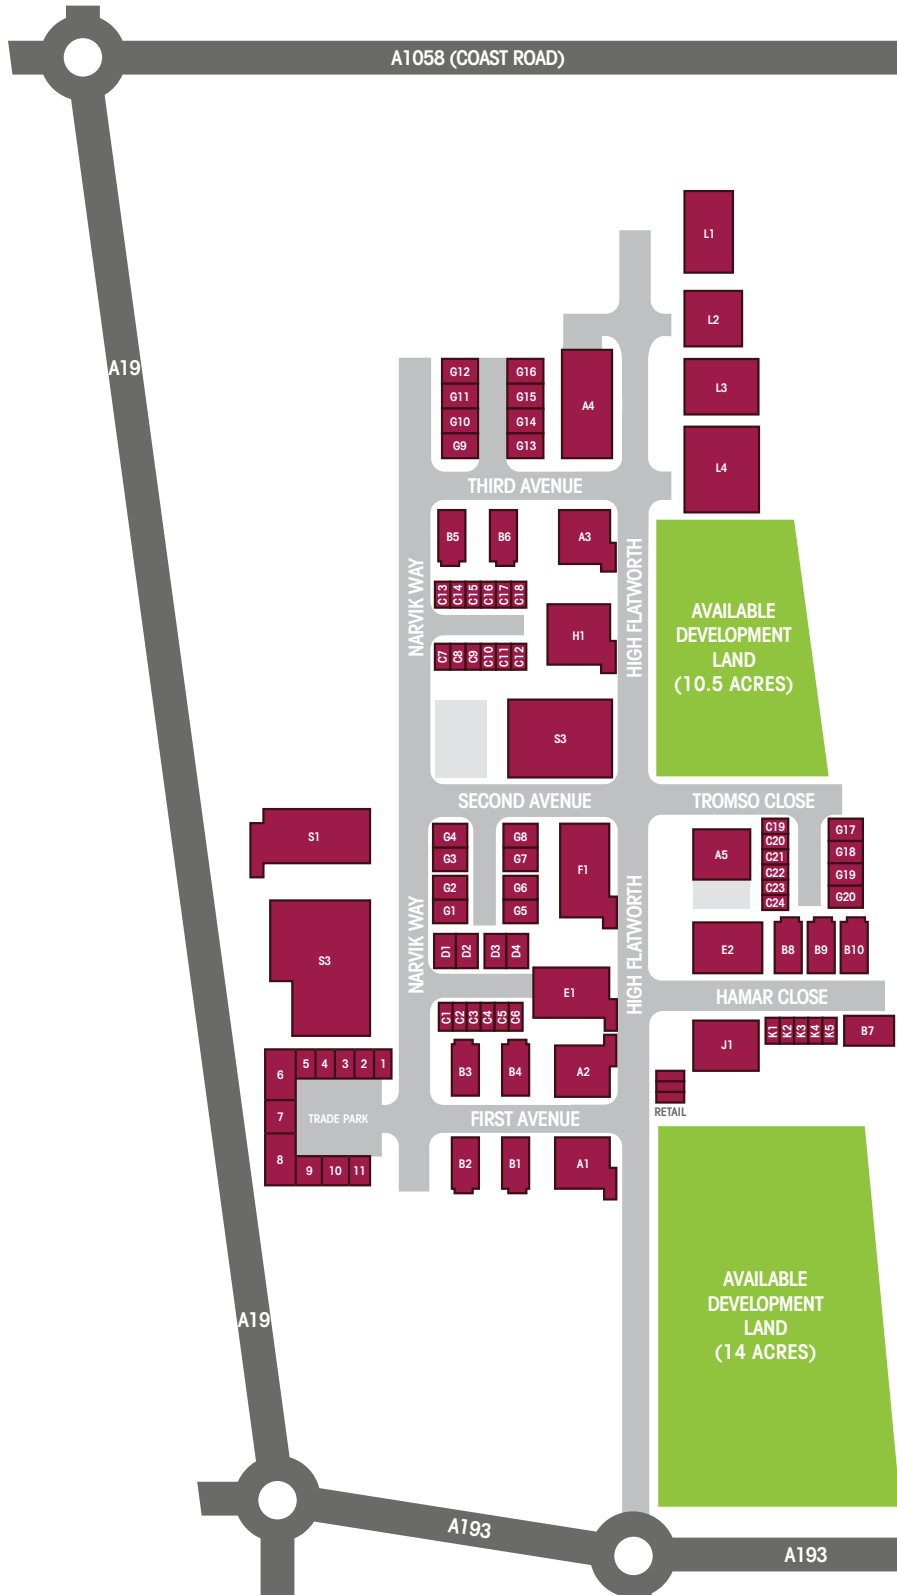 A1058 (COAST ROAD)
L1
L2
A19
G12
G16
L3
G11
G15
A4
G10
G14
G9
G13
L4
THIRD AVENUE
B5
B6
A3
NARVIK WAY
HIGH FLATWORTH
C13
C14
C15
C16
C17
C18
AVAILABLE
DEVELOPMENT
LAND
(10.5 ACRES)
H1
C7
C8
C9
C10
C11
C12
S3
SECOND AVENUE
TROMSO CLOSE
S1
G4
G8
G3
G7
F1
G2
G6
G1
G5
A5
C19
C20
C21
C22
C23
C24
G17
G18
G19
G20
NARVIK WAY
HIGH FLATWORTH
D1
D2
D3
D4
E2
B8
B9
B10
S3
E1
HAMAR CLOSE
C1
C2
C3
C4
C5
C6
J1
K1
K2
K3
K4
K5
B7
6
5
4
3
2
1
B3
B4
A2
7
TRADE PARK
FIRST AVENUE
RETAIL
8
9
10
11
B2
B1
A1
AVAILABLE
DEVELOPMENT
LAND
(14 ACRES)
A19
A193
A193